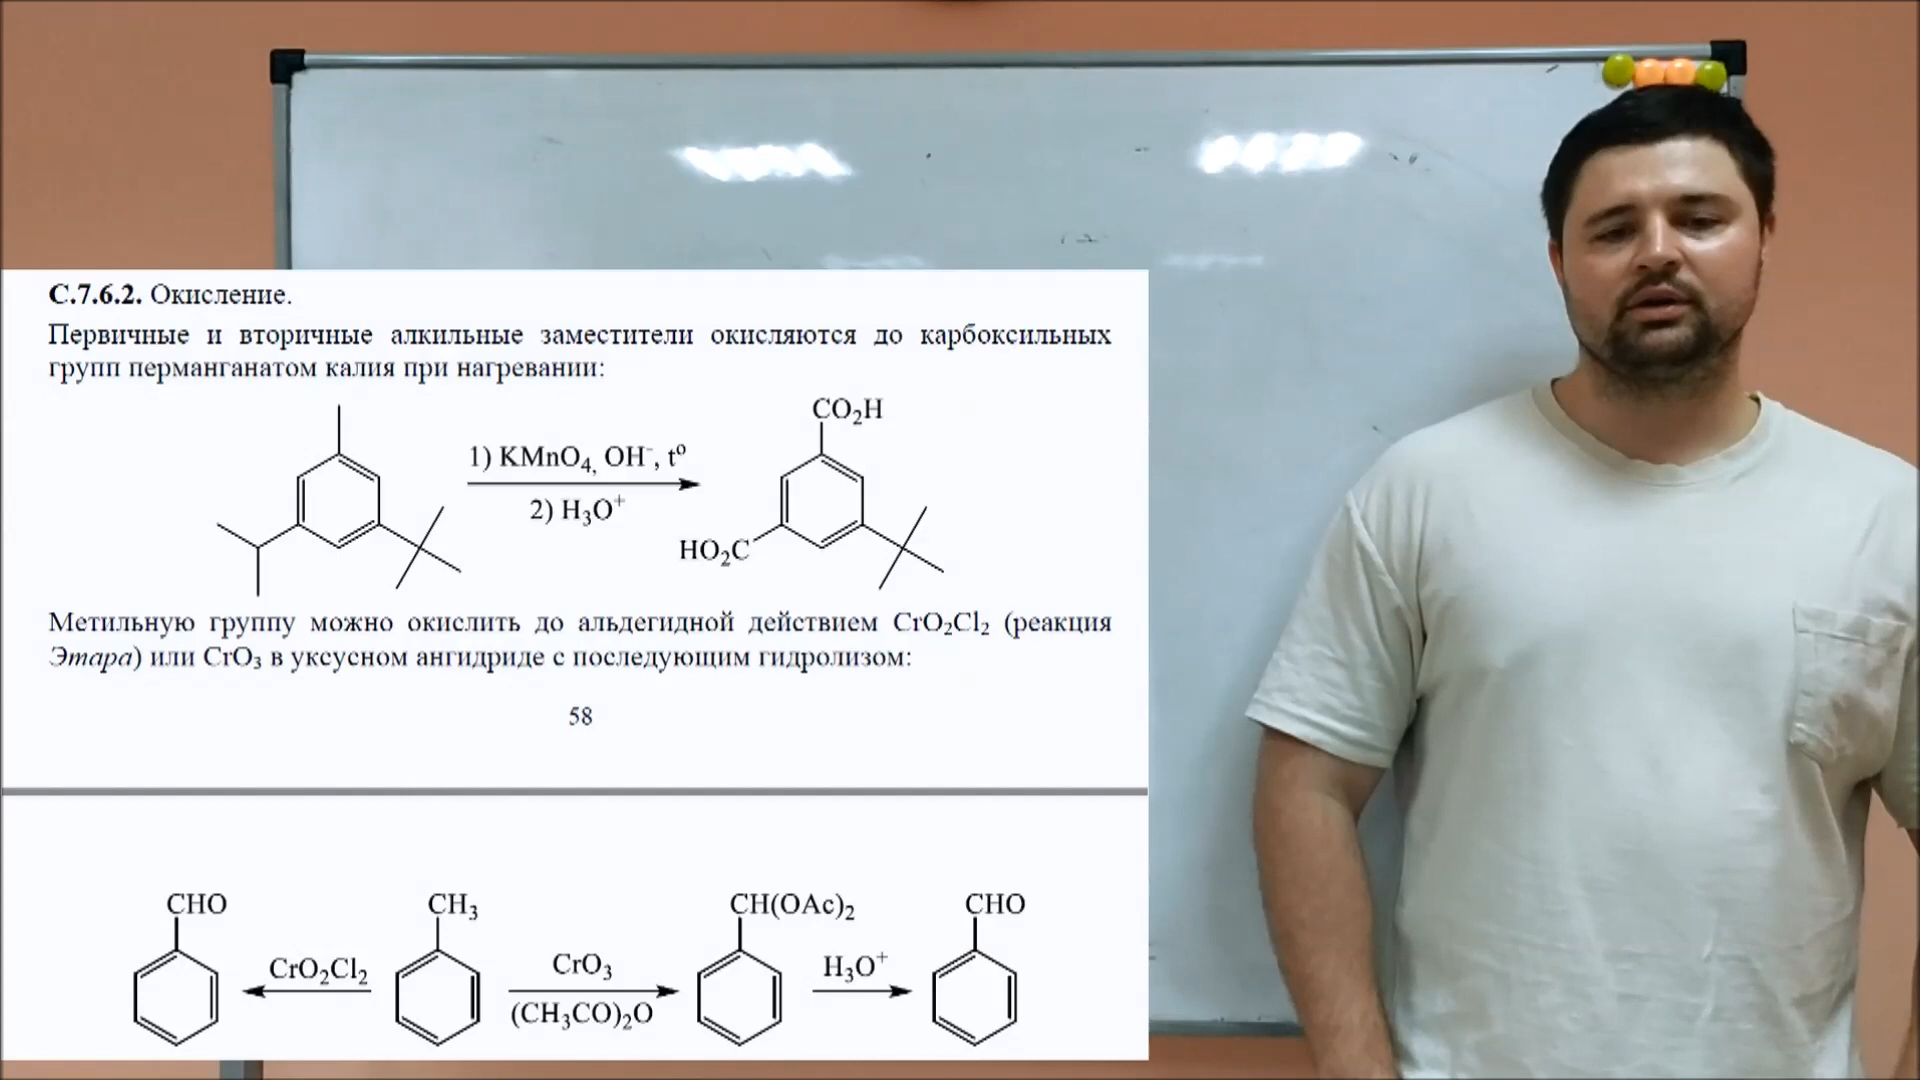 С.7.6.2. Окисление.
Первичные и вторичные алкильные заместители окисляются до карбоксильных
групп перманганатом калия при нагревании:
CO₂H
1) KMnO₄, OH⁻, tº
2) H₃O⁺
HO₂C
Метильную группу можно окислить до альдегидной действием CrO₂Cl₂ (реакция
Этара) или CrO₃ в уксусном ангидриде с последующим гидролизом:
58
CHO CH₃ CH(OAc)₂ CHO
CrO₂Cl₂ CrO₃ H₃O⁺
(CH₃CO)₂O